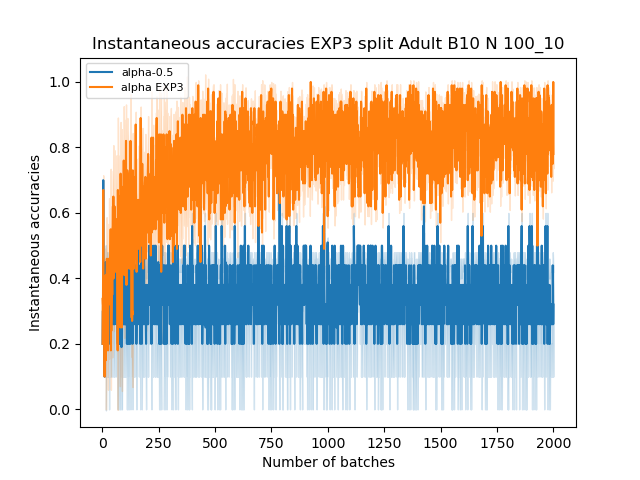 Instantaneous accuracies EXP3 split Adult B10 N 100_10
alpha-0.5
alpha EXP3
Instantaneous accuracies
1.0
0.8
0.6
0.4
0.2
0.0
0 250 500 750 1000 1250 1500 1750 2000
Number of batches